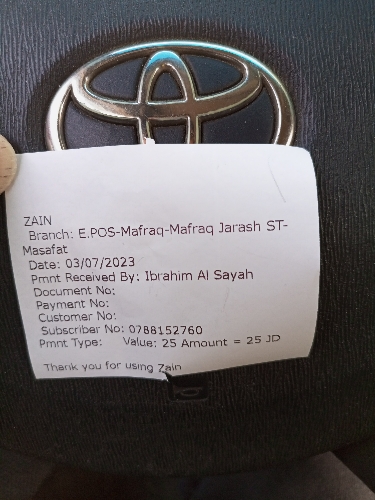 ZAIN
Branch: E.POS-Mafraq-Mafraq Jarash ST-
Masafat
Date: 03/07/2023
Pmnt Received By: Ibrahim Al Sayah
Document No:
Payment No:
Customer No:
Subscriber No: 0788152760
Pmnt Type: Value: 25 Amount = 25 JD
Thank you for using Zain